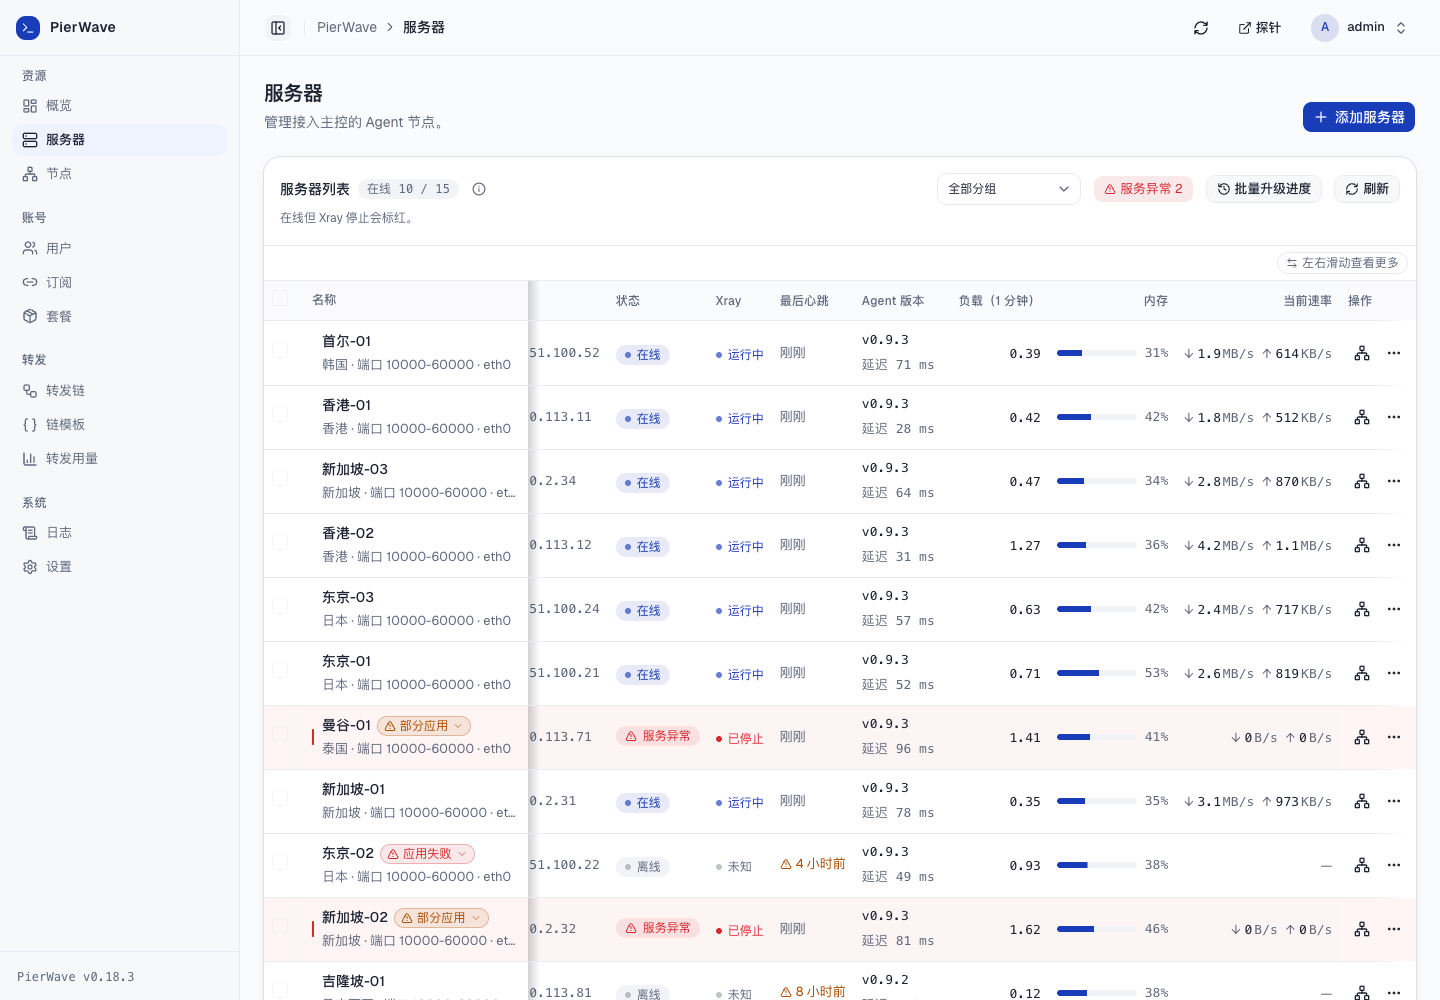 PierWave
资源
概览
服务器
节点
账号
用户
订阅
套餐
转发
转发链
链模板
转发用量
系统
日志
设置
PierWave v0.18.3
PierWave > 服务器
探针
A admin
服务器
管理接入主控的 Agent 节点。
添加服务器
服务器列表 在线 10 / 15
全部分组
服务异常 2
批量升级进度
刷新
在线但 Xray 停止会标红。
左右滑动查看更多
名称 状态 Xray 最后心跳 Agent 版本 负载（1 分钟） 内存 当前速率 操作
首尔-01
韩国 · 端口 10000-60000 · eth0
51.100.52 在线 运行中 刚刚 v0.9.3 延迟 71 ms 0.39 31% ↓1.9MB/s ↑614KB/s
香港-01
香港 · 端口 10000-60000 · eth0
0.113.11 在线 运行中 刚刚 v0.9.3 延迟 28 ms 0.42 42% ↓1.8MB/s ↑512KB/s
新加坡-03
新加坡 · 端口 10000-60000 · et…
0.2.34 在线 运行中 刚刚 v0.9.3 延迟 64 ms 0.47 34% ↓2.8MB/s ↑870KB/s
香港-02
香港 · 端口 10000-60000 · eth0
0.113.12 在线 运行中 刚刚 v0.9.3 延迟 31 ms 1.27 36% ↓4.2MB/s ↑1.1MB/s
东京-03
日本 · 端口 10000-60000 · eth0
51.100.24 在线 运行中 刚刚 v0.9.3 延迟 57 ms 0.63 42% ↓2.4MB/s ↑717KB/s
东京-01
日本 · 端口 10000-60000 · eth0
51.100.21 在线 运行中 刚刚 v0.9.3 延迟 52 ms 0.71 53% ↓2.6MB/s ↑819KB/s
曼谷-01 部分应用
泰国 · 端口 10000-60000 · eth0
0.113.71 服务异常 已停止 刚刚 v0.9.3 延迟 96 ms 1.41 41% ↓0B/s ↑0B/s
新加坡-01
新加坡 · 端口 10000-60000 · et…
0.2.31 在线 运行中 刚刚 v0.9.3 延迟 78 ms 0.35 35% ↓3.1MB/s ↑973KB/s
东京-02 应用失败
日本 · 端口 10000-60000 · eth0
51.100.22 离线 未知 4 小时前 v0.9.3 延迟 49 ms 0.93 38% —
新加坡-02 部分应用
新加坡 · 端口 10000-60000 · et…
0.2.32 服务异常 已停止 刚刚 v0.9.3 延迟 81 ms 1.62 46% ↓0B/s ↑0B/s
吉隆坡-01
0.113.81 离线 未知 8 小时前 v0.9.2 0.12 38% —